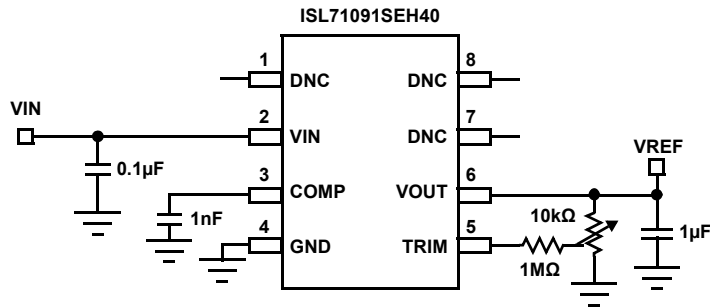 ISL71091SEH40
1
DNC
8
DNC
VIN
2
VIN
7
DNC
VREF
0.1µF
3
COMP
6
VOUT
1nF
10kΩ
1µF
4
GND
5
TRIM
1MΩ